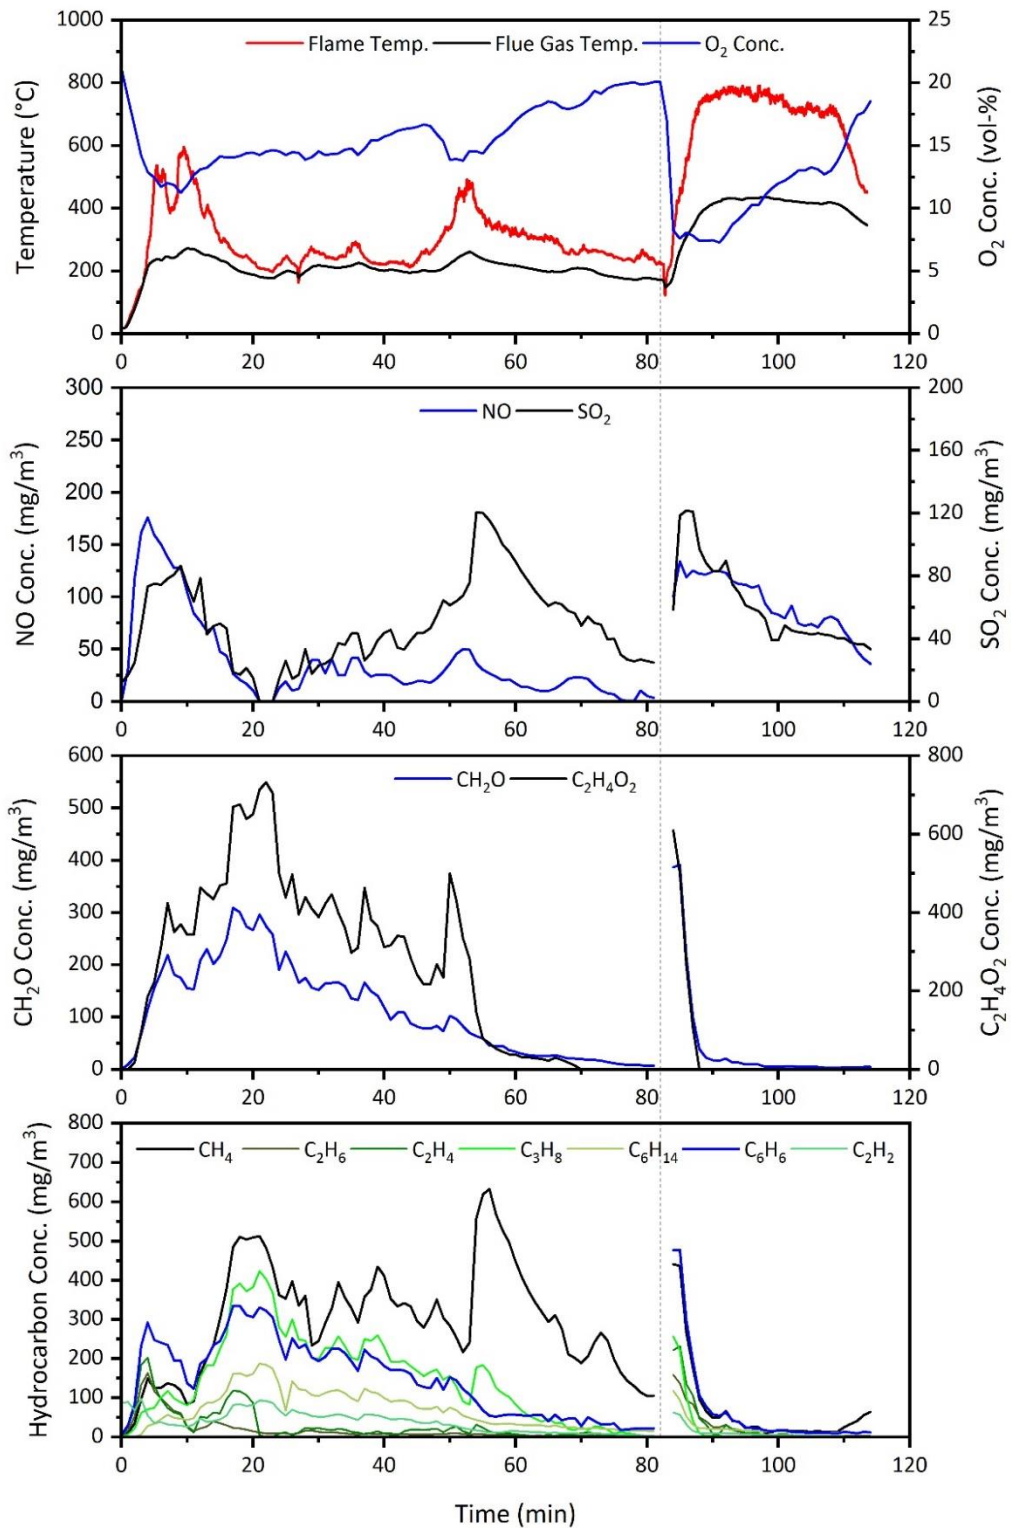 Flame Temp. Flue Gas Temp. O₂ Conc.
Temperature (°C)
1000
800
600
400
200
0
O₂ Conc. (vol-%)
25
20
15
10
5
0
0 20 40 60 80 100 120
NO SO₂
NO Conc. (mg/m³)
300
250
200
150
100
50
0
SO₂ Conc. (mg/m³)
200
160
120
80
40
0
0 20 40 60 80 100 120
CH₂O C₂H₄O₂
CH₂O Conc. (mg/m³)
600
500
400
300
200
100
0
C₂H₄O₂ Conc. (mg/m³)
800
600
400
200
0
0 20 40 60 80 100 120
CH₄ C₂H₆ C₂H₄ C₃H₈ C₆H₁₄ C₆H₆ C₂H₂
Hydrocarbon Conc. (mg/m³)
800
700
600
500
400
300
200
100
0
0 20 40 60 80 100 120
Time (min)